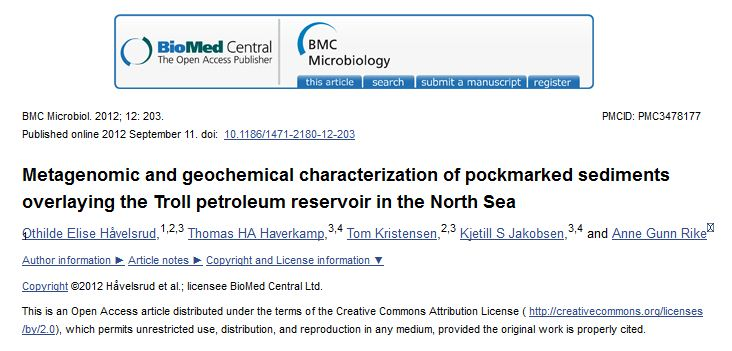 BioMed Central
The Open Access Publisher
BMC
Microbiology
this article search submit a manuscript register
BMC Microbiol. 2012; 12: 203. PMCID: PMC3478177
Published online 2012 September 11. doi: 10.1186/1471-2180-12-203
Metagenomic and geochemical characterization of pockmarked sediments
overlaying the Troll petroleum reservoir in the North Sea
Othilde Elise Håvelsrud,1,2,3 Thomas HA Haverkamp,3,4 Tom Kristensen,2,3 Kjetill S Jakobsen,3,4 and Anne Gunn Rike
1
Author information ► Article notes ► Copyright and License information ▼
Copyright ©2012 Håvelsrud et al.; licensee BioMed Central Ltd.
This is an Open Access article distributed under the terms of the Creative Commons Attribution License ( http://creativecommons.org/licenses
/by/2.0), which permits unrestricted use, distribution, and reproduction in any medium, provided the original work is properly cited.